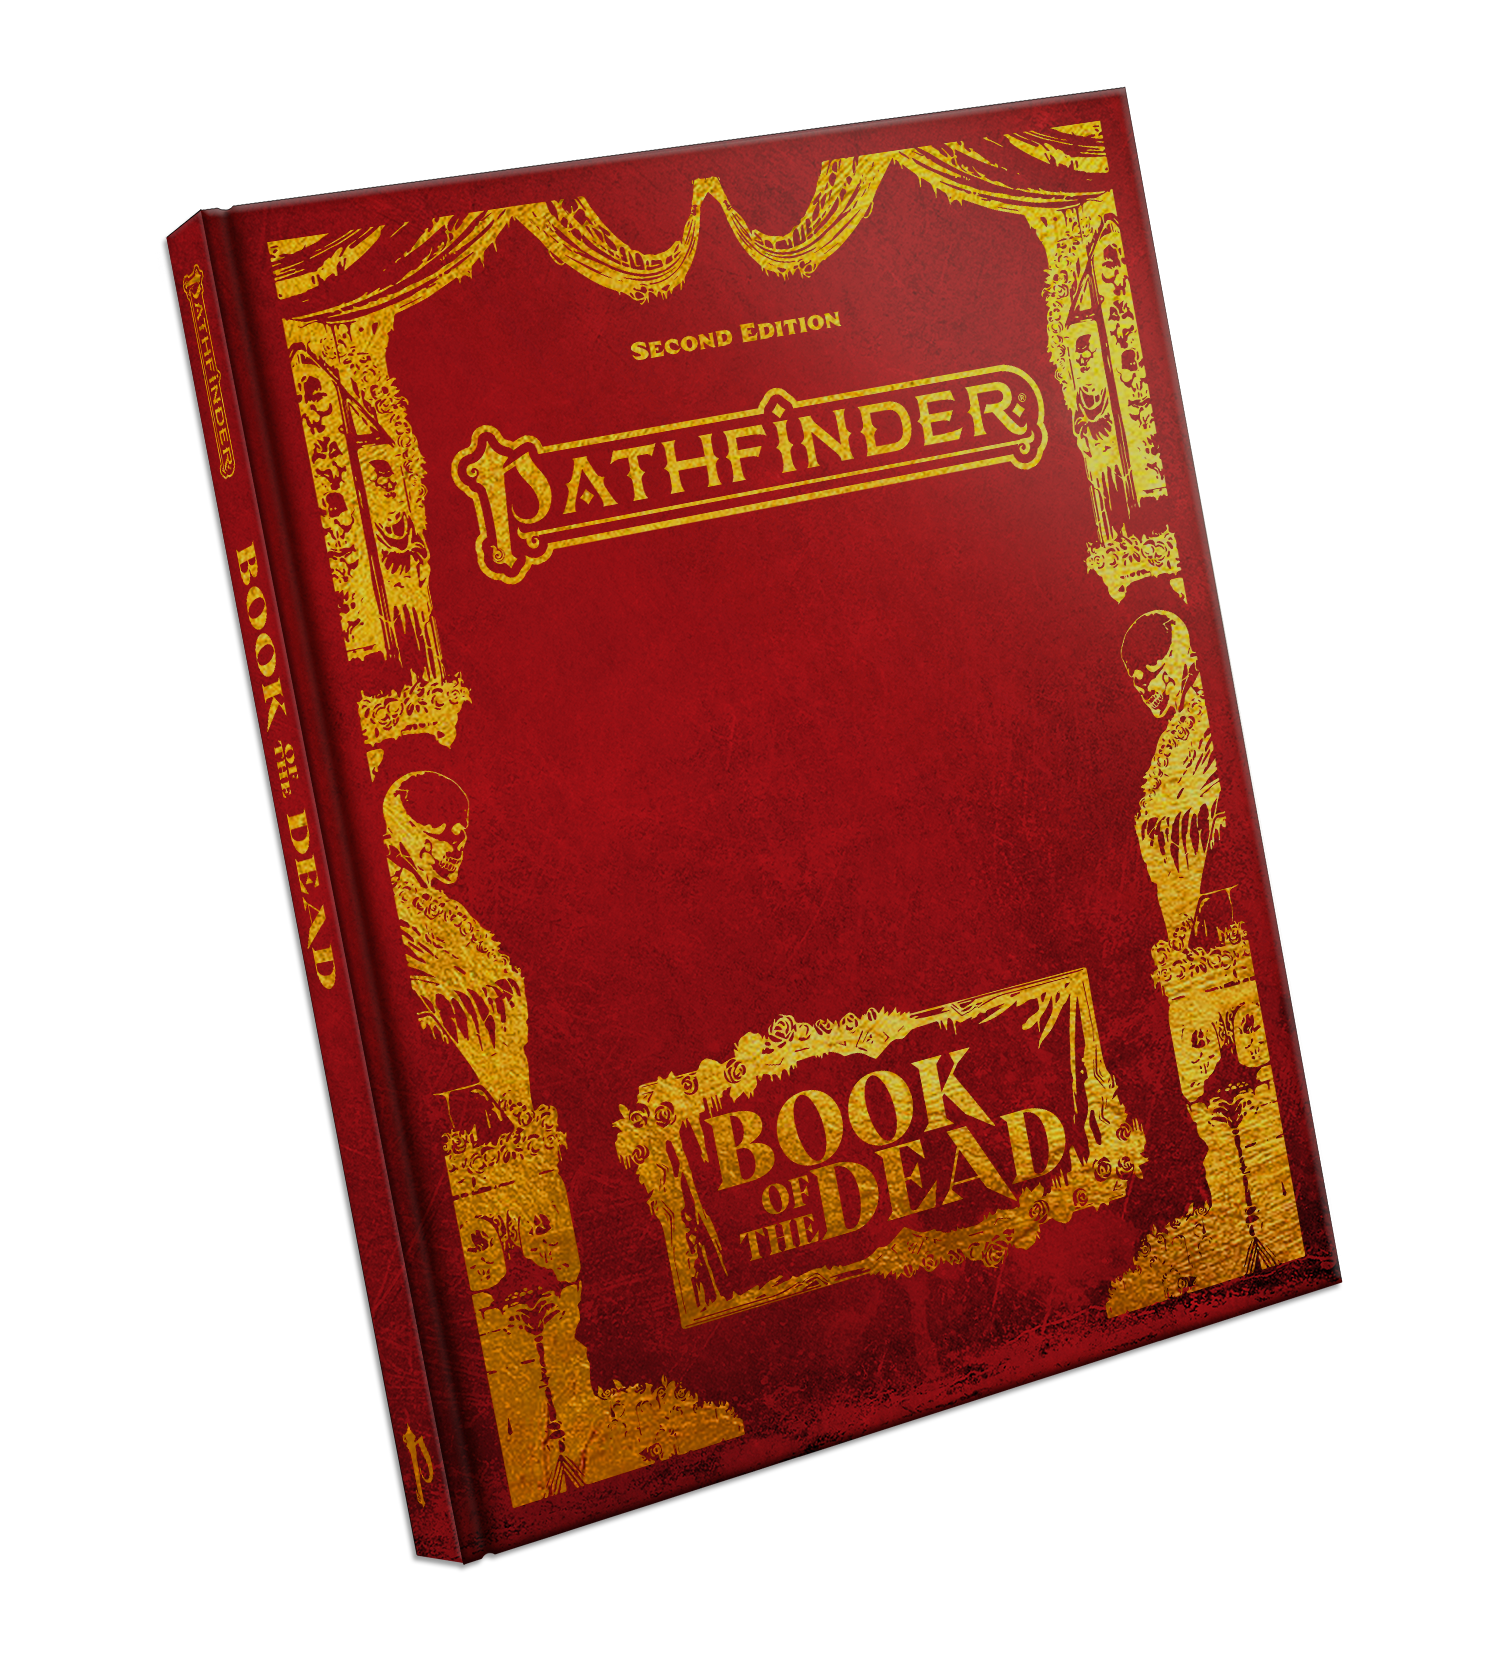 Second Edition
PATHFINDER®
BOOK
OF THE DEAD
PATHFINDER
BOOK OF THE DEAD
P